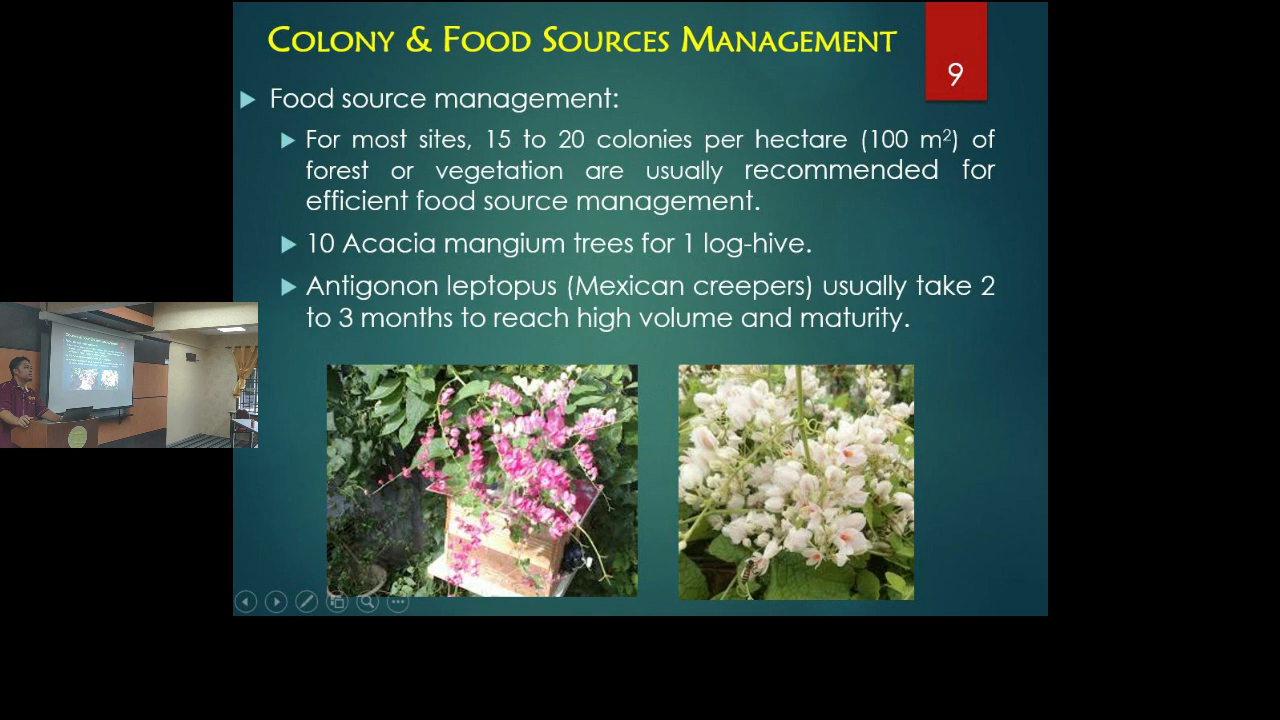 COLONY & FOOD SOURCES MANAGEMENT
9
Food source management:
For most sites, 15 to 20 colonies per hectare (100 m²) of
forest or vegetation are usually recommended for
efficient food source management.
10 Acacia mangium trees for 1 log-hive.
Antigonon leptopus (Mexican creepers) usually take 2
to 3 months to reach high volume and maturity.